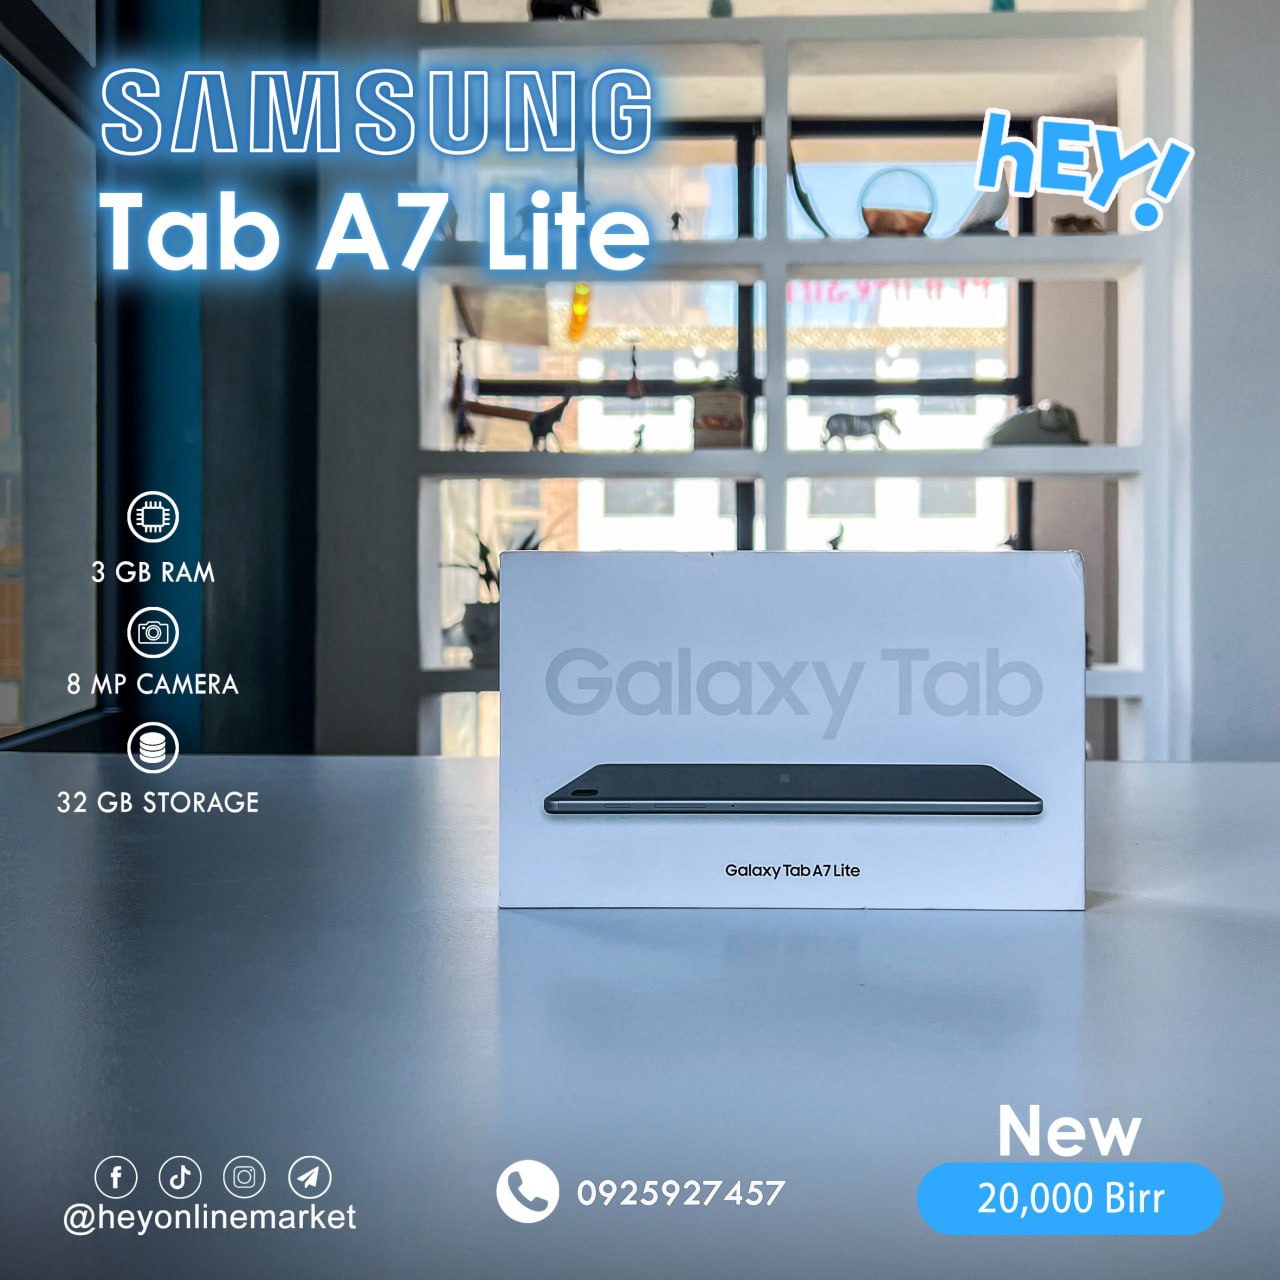 SAMSUNG
Tab A7 Lite
hEY!
3 GB RAM
8 MP CAMERA
32 GB STORAGE
Galaxy Tab
Galaxy Tab A7 Lite
New
20,000 Birr
0925927457
@heyonlinemarket